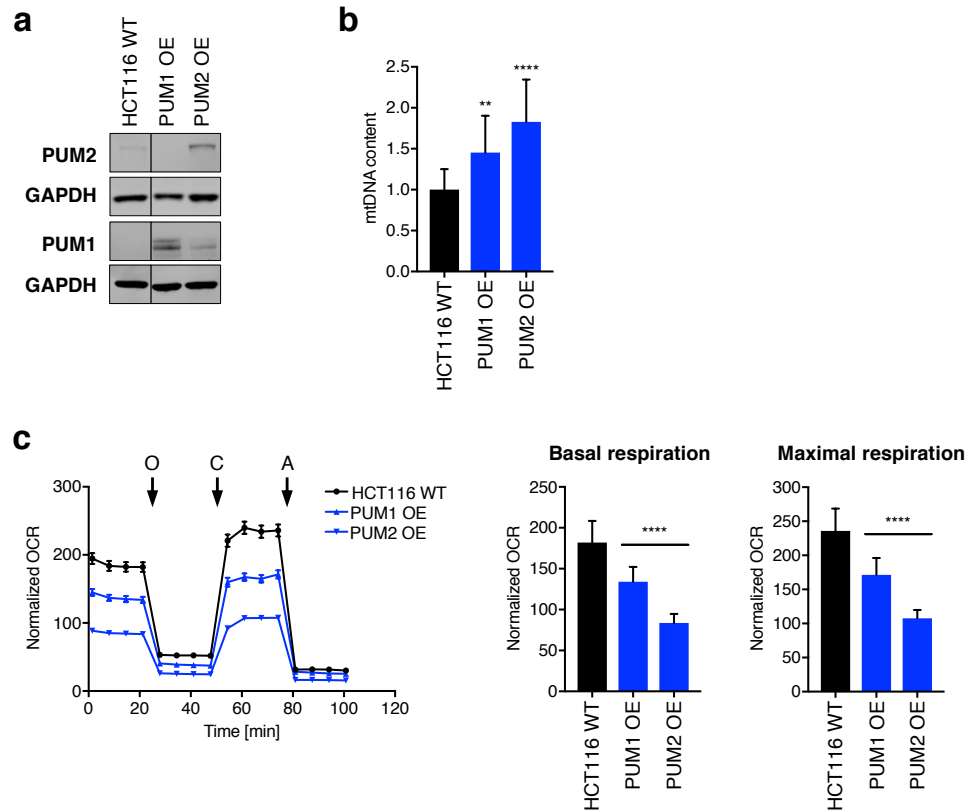 a
HCT116 WT
PUM1 OE
PUM2 OE
PUM2
GAPDH
PUM1
GAPDH
b
mtDNA content
2.5
2.0
1.5
1.0
0.5
0.0
**
****
HCT116 WT
PUM1 OE
PUM2 OE
c
O C A
Normalized OCR
300
200
100
0
0 20 40 60 80 100 120
Time [min]
HCT116 WT
PUM1 OE
PUM2 OE
Basal respiration
Normalized OCR
250
200
150
100
50
0
****
HCT116 WT
PUM1 OE
PUM2 OE
Maximal respiration
Normalized OCR
300
250
200
150
100
50
0
****
HCT116 WT
PUM1 OE
PUM2 OE